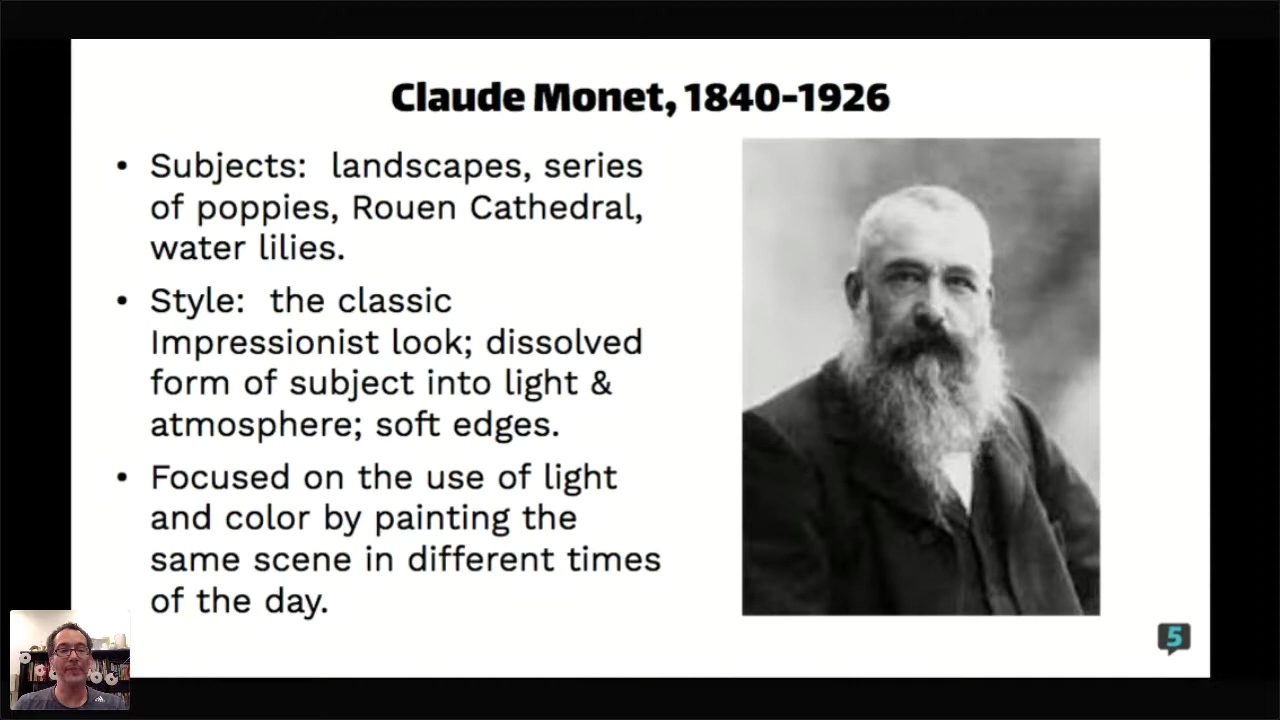 Claude Monet, 1840-1926
• Subjects: landscapes, series
of poppies, Rouen Cathedral,
water lilies.
• Style: the classic
Impressionist look; dissolved
form of subject into light &
atmosphere; soft edges.
• Focused on the use of light
and color by painting the
same scene in different times
of the day.
5